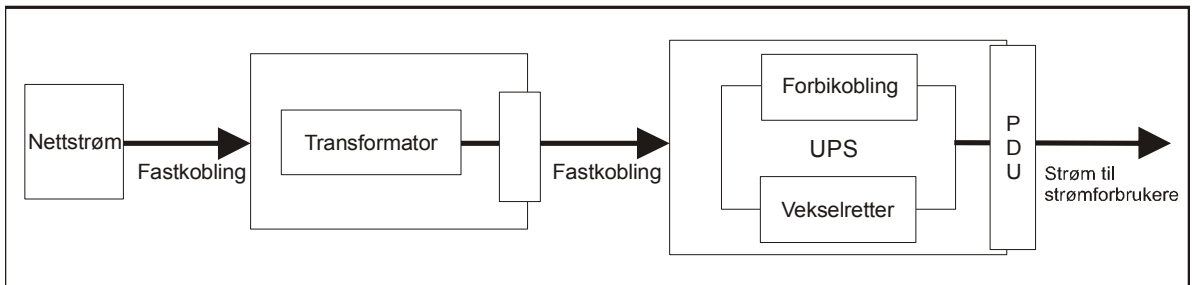 Nettstrøm
Fastkobling
Transformator
Fastkobling
Forbikobling
UPS
Vekselretter
P
D
U
Strøm til
strømforbrukere